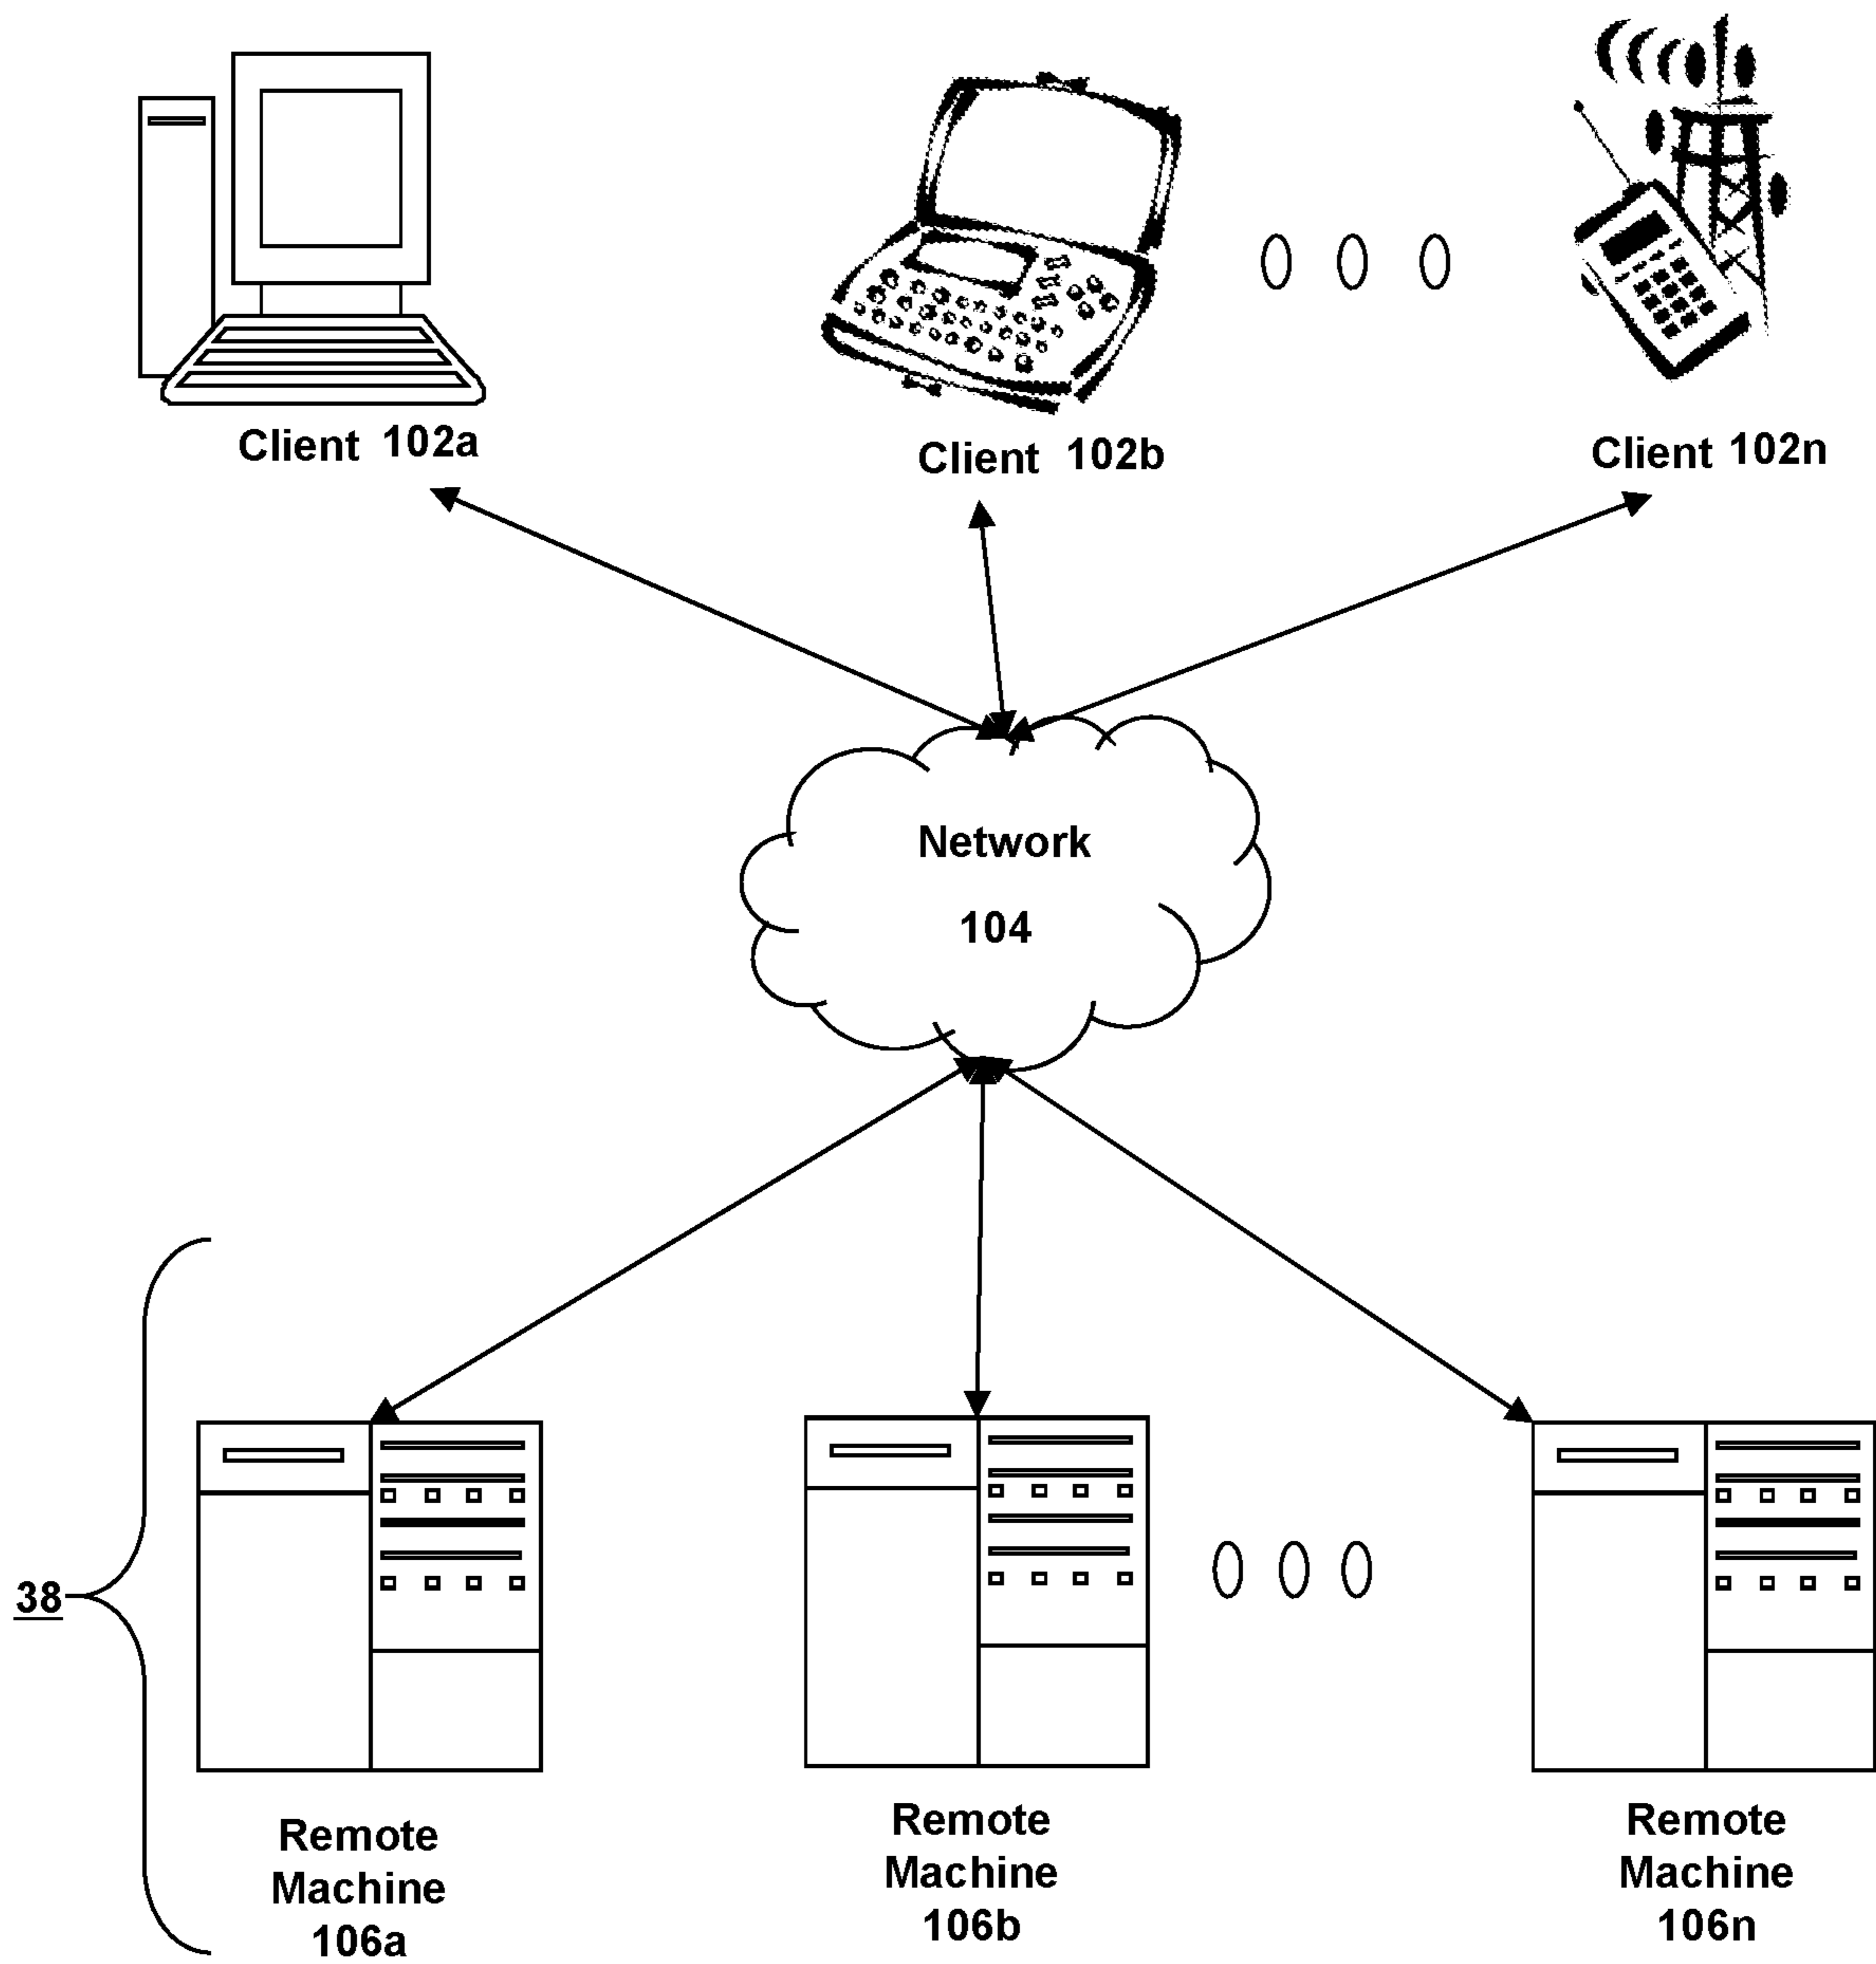 Client 102a
Client 102b
Client 102n
Network
104
38
Remote
Machine
106a
Remote
Machine
106b
Remote
Machine
106n